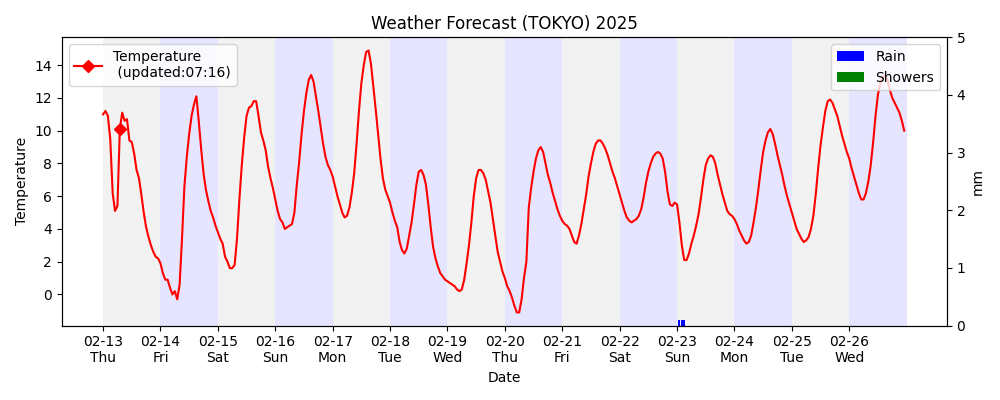 Weather Forecast (TOKYO) 2025
Temperature
(updated:07:16)
Rain
Showers
Temperature
14
12
10
8
6
4
2
0
5
4
3
2
1
0
mm
02-13 02-14 02-15 02-16 02-17 02-18 02-19 02-20 02-21 02-22 02-23 02-24 02-25 02-26
Thu Fri Sat Sun Mon Tue Wed Thu Fri Sat Sun Mon Tue Wed
Date